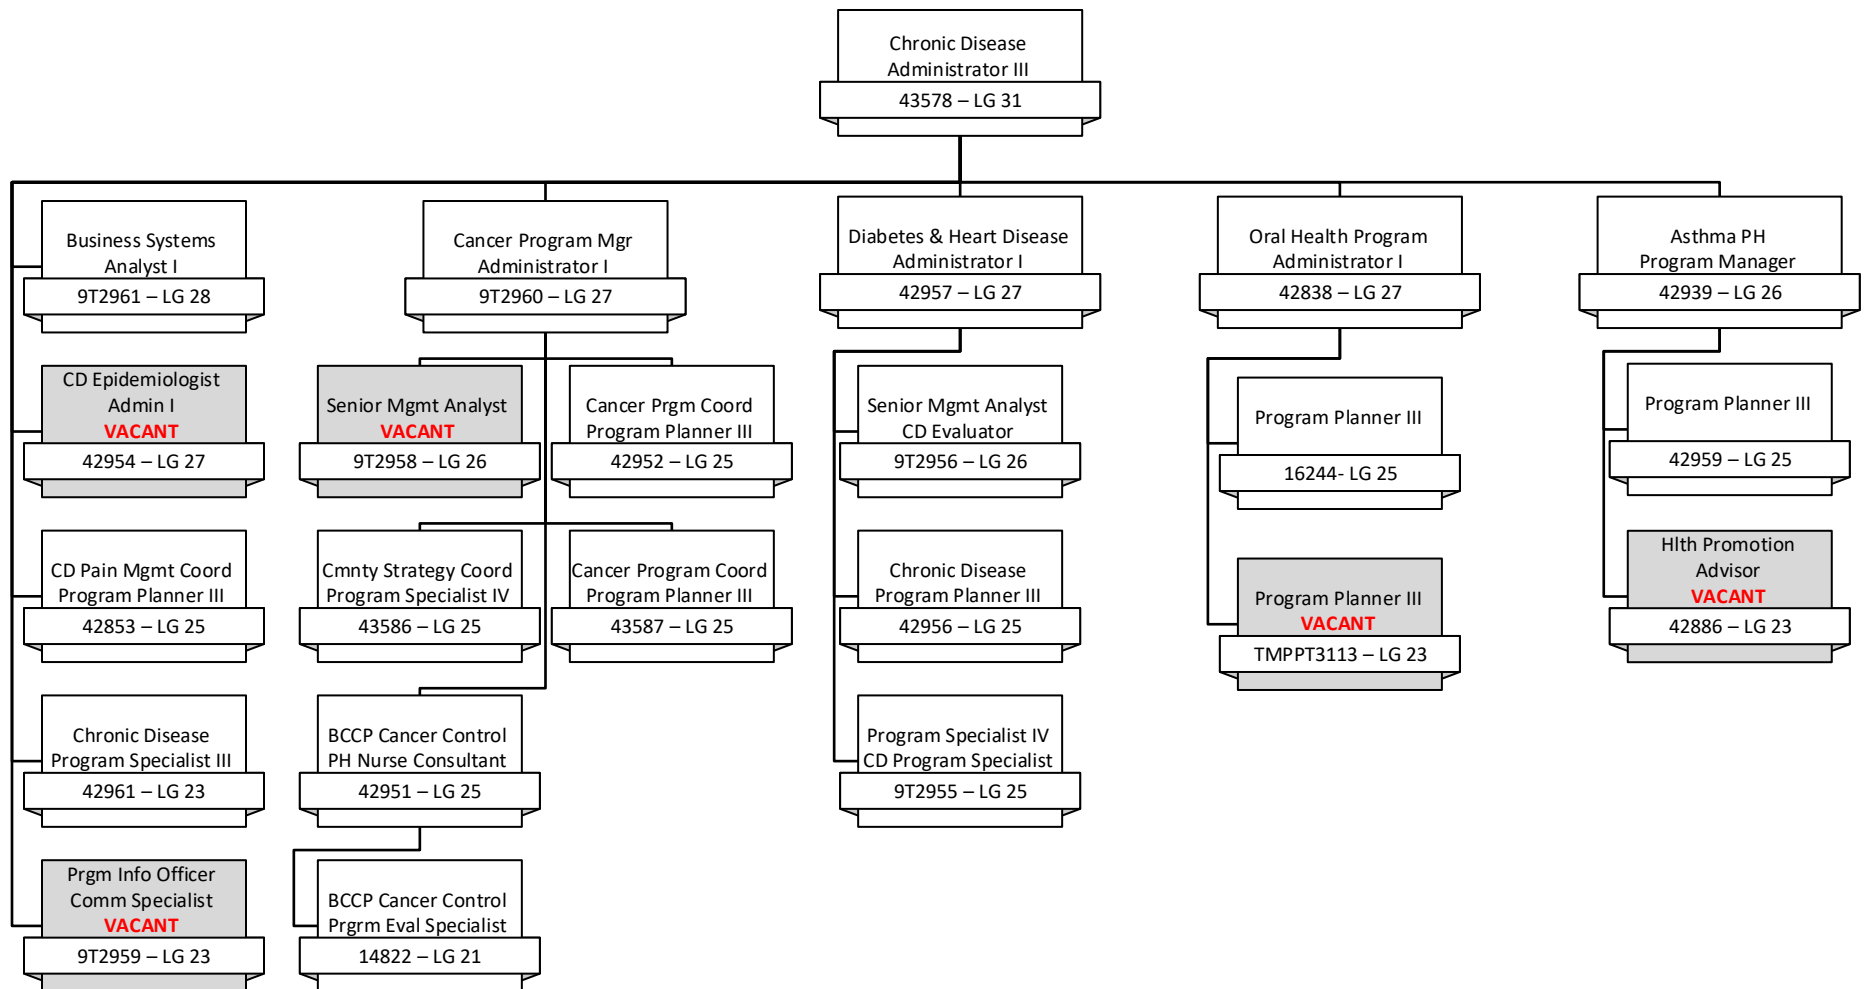 Chronic Disease
Administrator III
43578 – LG 31
Business Systems
Analyst I
9T2961 – LG 28
Cancer Program Mgr
Administrator I
9T2960 – LG 27
Diabetes & Heart Disease
Administrator I
42957 – LG 27
Oral Health Program
Administrator I
42838 – LG 27
Asthma PH
Program Manager
42939 – LG 26
CD Epidemiologist
Admin I
VACANT
42954 – LG 27
Senior Mgmt Analyst
VACANT
9T2958 – LG 26
Cancer Prgm Coord
Program Planner III
42952 – LG 25
Senior Mgmt Analyst
CD Evaluator
9T2956 – LG 26
Program Planner III
16244- LG 25
Program Planner III
42959 – LG 25
CD Pain Mgmt Coord
Program Planner III
42853 – LG 25
Cmnty Strategy Coord
Program Specialist IV
43586 – LG 25
Cancer Program Coord
Program Planner III
43587 – LG 25
Chronic Disease
Program Planner III
42956 – LG 25
Program Planner III
VACANT
TMPPT3113 – LG 23
Hlth Promotion
Advisor
VACANT
42886 – LG 23
Chronic Disease
Program Specialist III
42961 – LG 23
BCCP Cancer Control
PH Nurse Consultant
42951 – LG 25
Program Specialist IV
CD Program Specialist
9T2955 – LG 25
Prgm Info Officer
Comm Specialist
VACANT
9T2959 – LG 23
BCCP Cancer Control
Prgrm Eval Specialist
14822 – LG 21